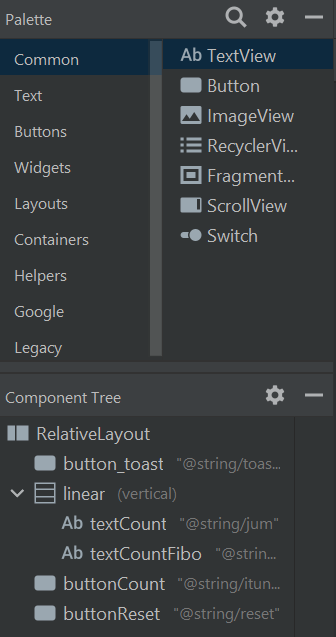 Palette
Common
Text
Buttons
Widgets
Layouts
Containers
Helpers
Google
Legacy
Ab TextView
Button
ImageView
RecyclerVi...
Fragment...
ScrollView
Switch
Component Tree
RelativeLayout
button_toast "@string/toas...
linear (vertical)
Ab textCount "@string/jum"
Ab textCountFibo "@strin...
buttonCount "@string/itun...
buttonReset "@string/reset"